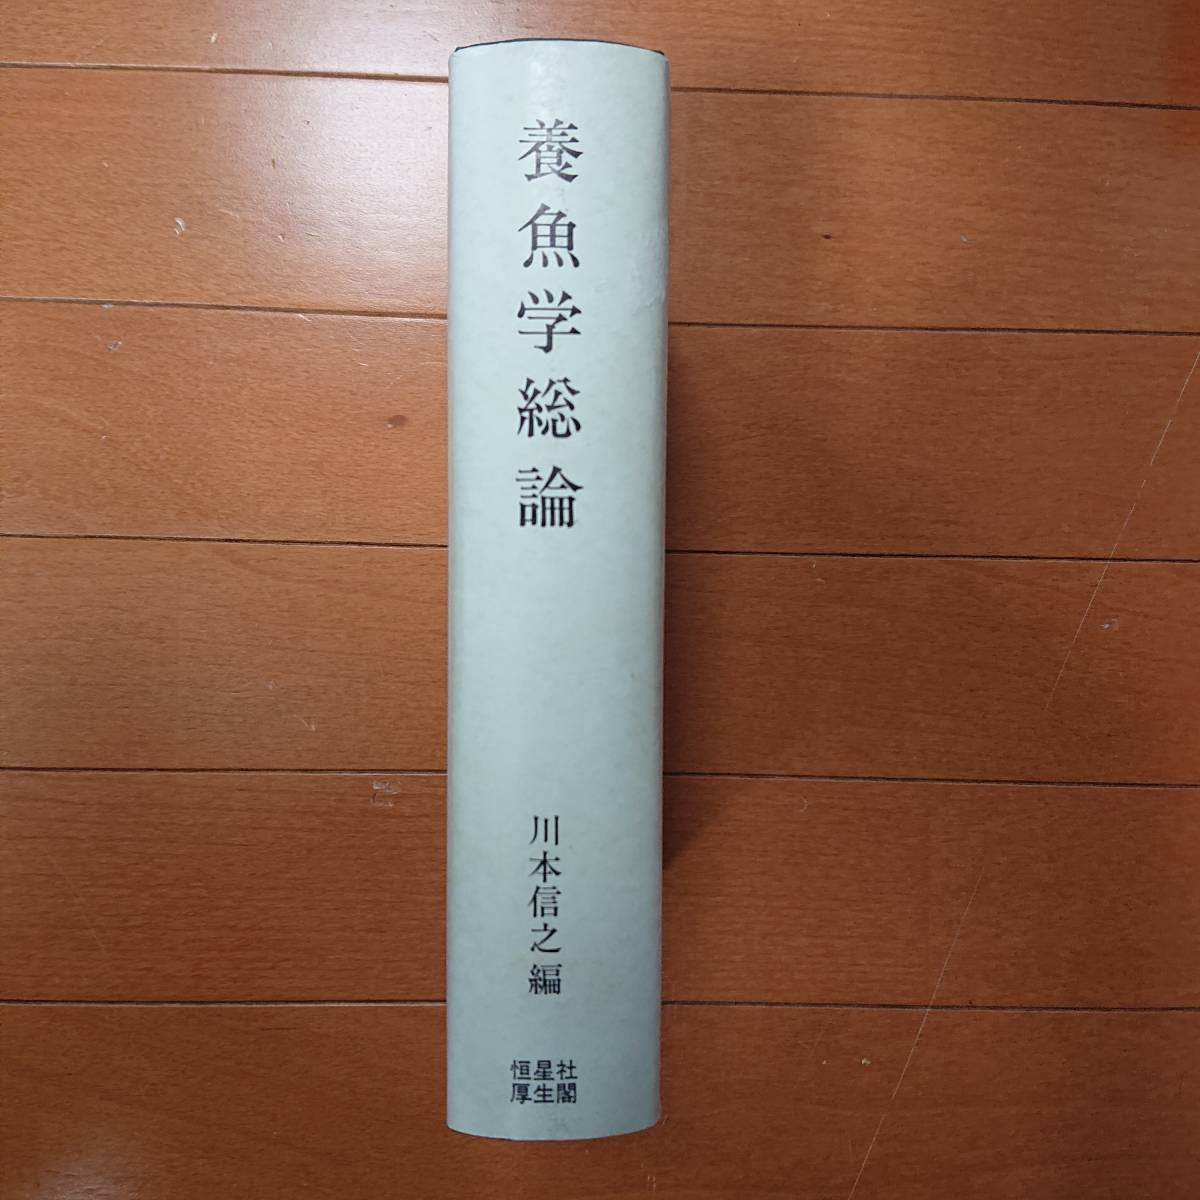 養魚学総論
川本信之編
恒星社
厚生閣